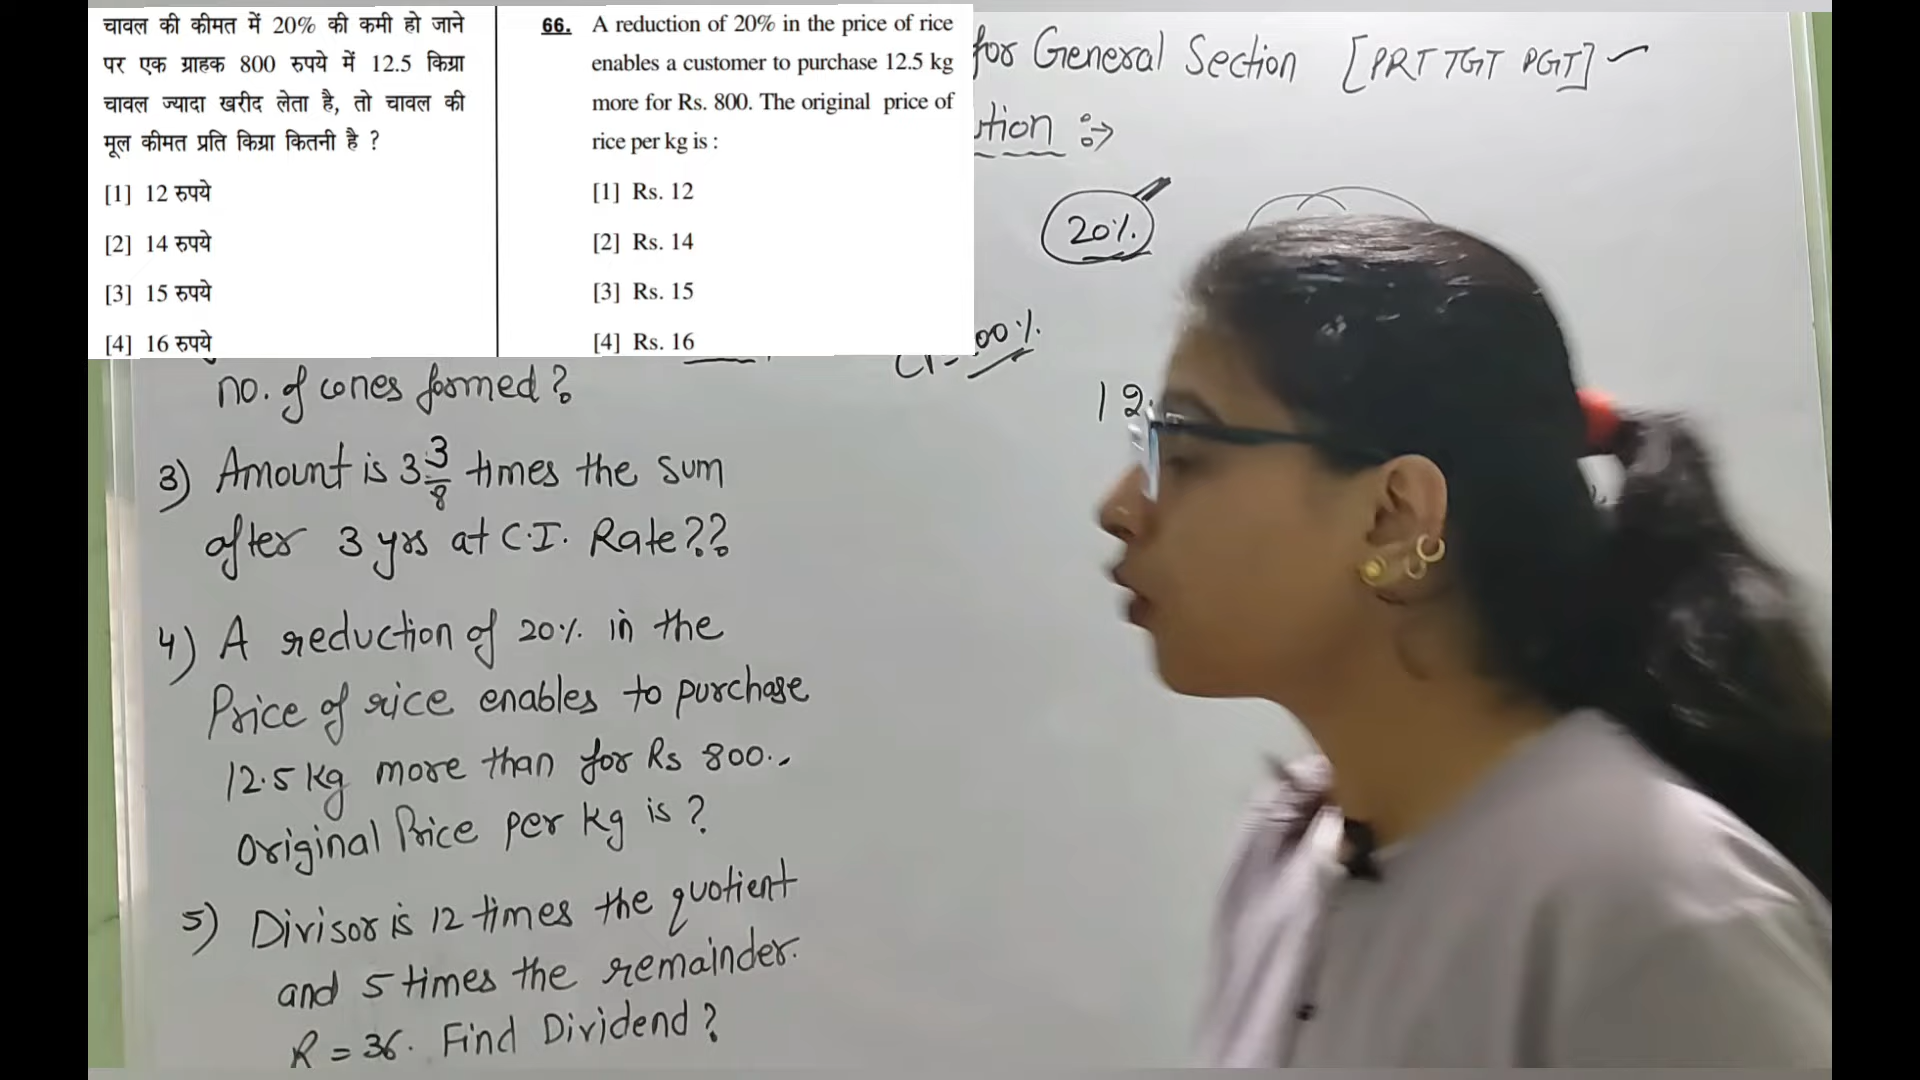 चावल की कीमत में 20% की कमी हो जाने
पर एक ग्राहक 800 रुपये में 12.5 किग्रा
चावल ज्यादा खरीद लेता है, तो चावल की
मूल कीमत प्रति किग्रा कितनी है ?
[1] 12 रुपये
[2] 14 रुपये
[3] 15 रुपये
[4] 16 रुपये
66. A reduction of 20% in the price of rice
enables a customer to purchase 12.5 kg
more for Rs. 800. The original price of
rice per kg is :
[1] Rs. 12
[2] Rs. 14
[3] Rs. 15
[4] Rs. 16
for General Section [PRT TGT PGT]
20%.
12.
no. of cones formed?
3) Amount is 3 3/8 times the sum
after 3 yrs at C.I. Rate??
4) A reduction of 20% in the
Price of rice enables to purchase
12.5 kg more than for Rs 800..
Original Price per kg is?
5) Divisor is 12 times the quotient
and 5 times the remainder.
R = 36. Find Dividend?